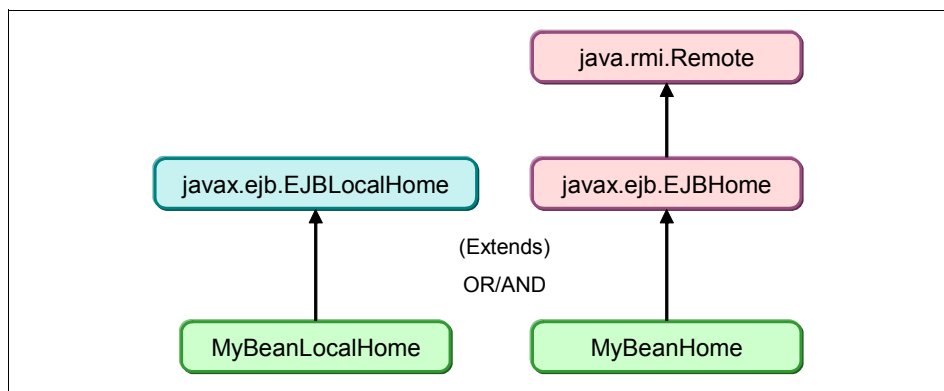 java.rmi.Remote
javax.ejb.EJBLocalHome
javax.ejb.EJBHome
(Extends)
OR/AND
MyBeanLocalHome
MyBeanHome